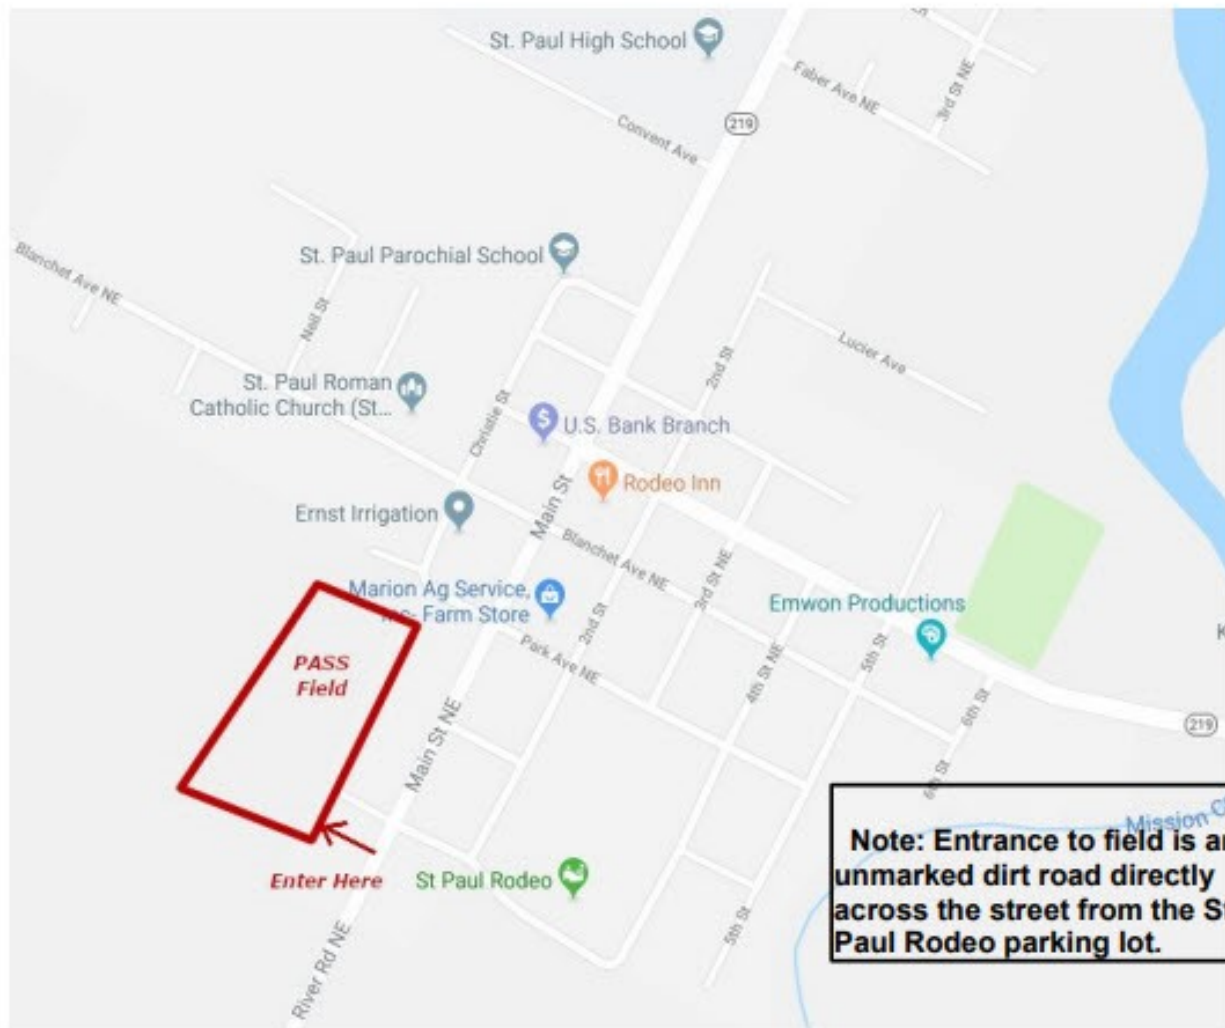 St. Paul High School
Faber Ave NE
3rd St NE
219
Convent Ave
St. Paul Parochial School
Blanchet Ave NE
Neil St
Lucier Ave
2nd St
St. Paul Roman
Catholic Church (St...
Christie St
U.S. Bank Branch
Rodeo Inn
Main St
Ernst Irrigation
Blanchet Ave NE
3rd St NE
Marion Ag Service,
Farm Store
2nd St
Emwon Productions
Park Ave NE
4th St NE
5th St
K
PASS
Field
Main St NE
6th St
219
6th St
Mission
Note: Entrance to field is
unmarked dirt road directly
across the street from the
Paul Rodeo parking lot.
Enter Here
St Paul Rodeo
5th St
River Rd NE